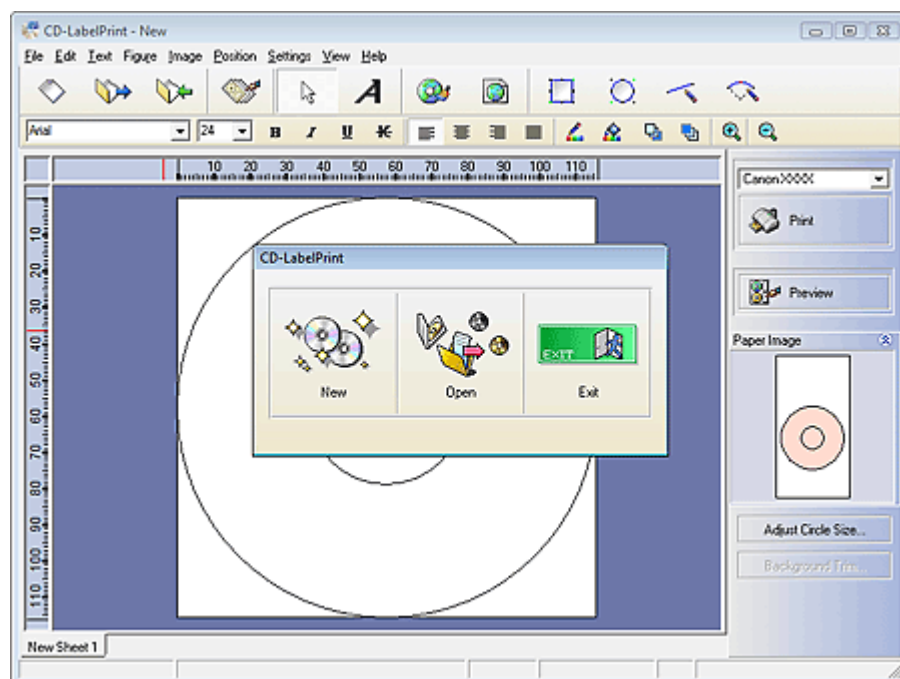 CD-LabelPrint - New
File Edit Text Figure Image Position Settings View Help
A
Arial 24 B I U K
10 20 30 40 50 60 70 80 90 100 110
10
20
30
40
50
60
70
80
90
100
110
Canon XXXX
Print
Preview
Paper Image
Adjust Circle Size...
Background Trim...
CD-LabelPrint
New Open EXIT Exit
New Sheet 1